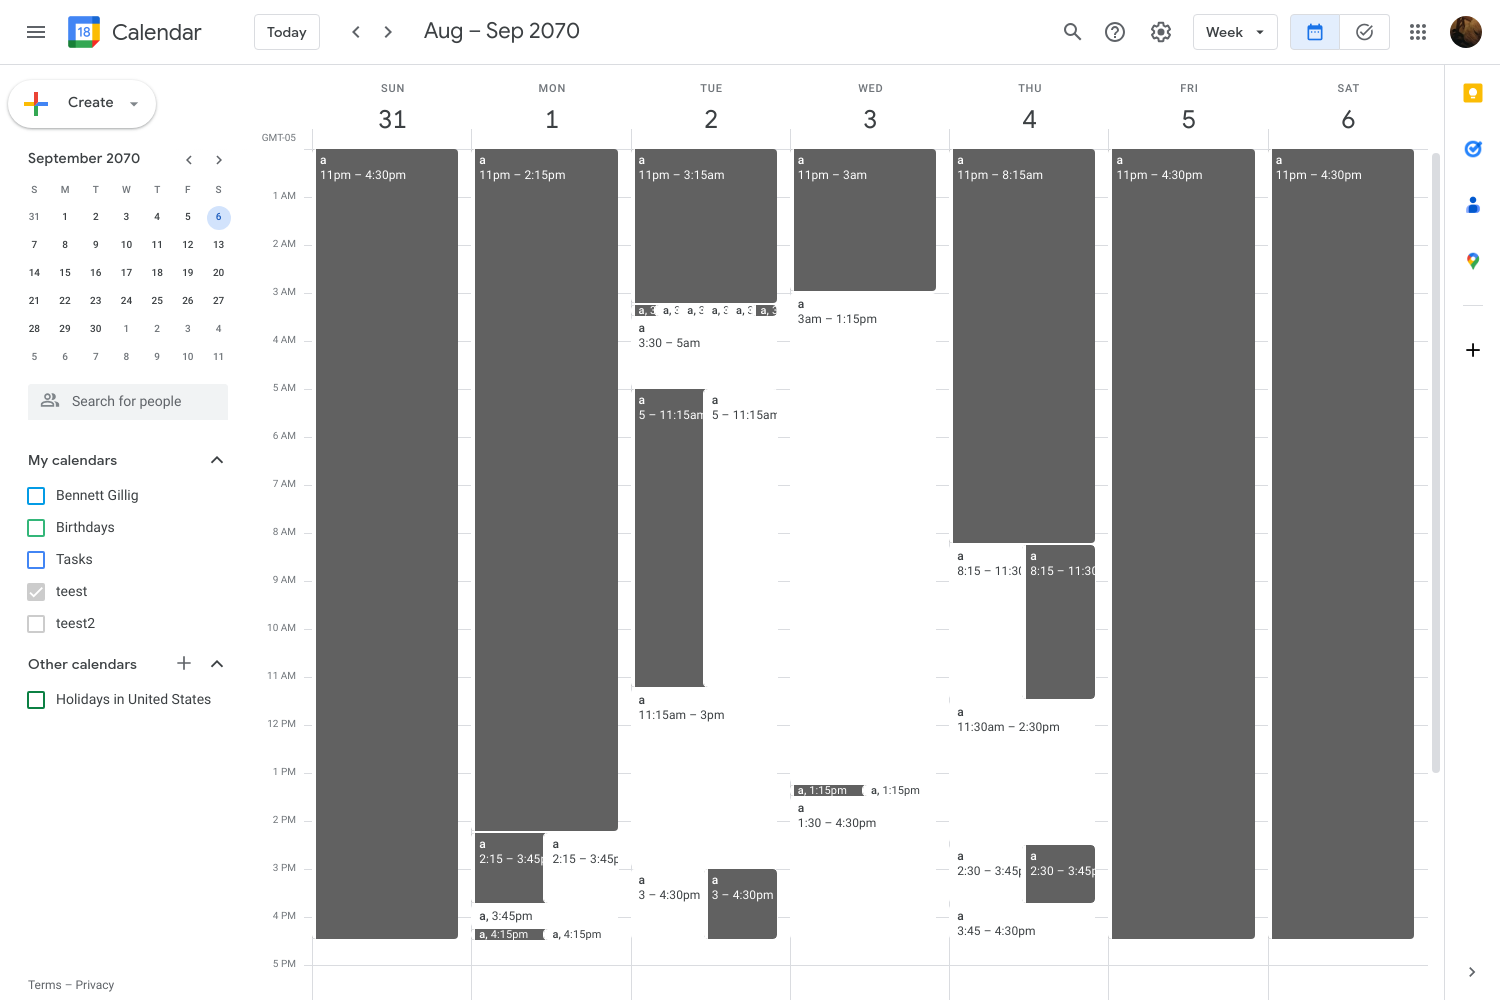 18 Calendar
Today
Aug – Sep 2070
Week
Create
September 2070
S M T W T F S
31 1 2 3 4 5 6
7 8 9 10 11 12 13
14 15 16 17 18 19 20
21 22 23 24 25 26 27
28 29 30 1 2 3 4
5 6 7 8 9 10 11
Search for people
My calendars
Bennett Gillig
Birthdays
Tasks
teest
teest2
Other calendars
Holidays in United States
Terms – Privacy
SUN MON TUE WED THU FRI SAT
31 1 2 3 4 5 6
GMT-05
1 AM
2 AM
3 AM
4 AM
5 AM
6 AM
7 AM
8 AM
9 AM
10 AM
11 AM
12 PM
1 PM
2 PM
3 PM
4 PM
5 PM
a
11pm – 4:30pm
a
11pm – 2:15pm
a
2:15 – 3:45p
a
2:15 – 3:45p
a, 3:45pm
a, 4:15pm
a, 4:15pm
a
11pm – 3:15am
a, 3 a, 3 a, 3 a, 3 a, 3 a, 3
a
3:30 – 5am
a
5 – 11:15am
a
5 – 11:15am
a
11:15am – 3pm
a
3 – 4:30pm
a
3 – 4:30pm
a
11pm – 3am
a
3am – 1:15pm
a, 1:15pm
a, 1:15pm
a
1:30 – 4:30pm
a
11pm – 8:15am
a
8:15 – 11:30
a
8:15 – 11:30
a
11:30am – 2:30pm
a
2:30 – 3:45p
a
2:30 – 3:45p
a
3:45 – 4:30pm
a
11pm – 4:30pm
a
11pm – 4:30pm